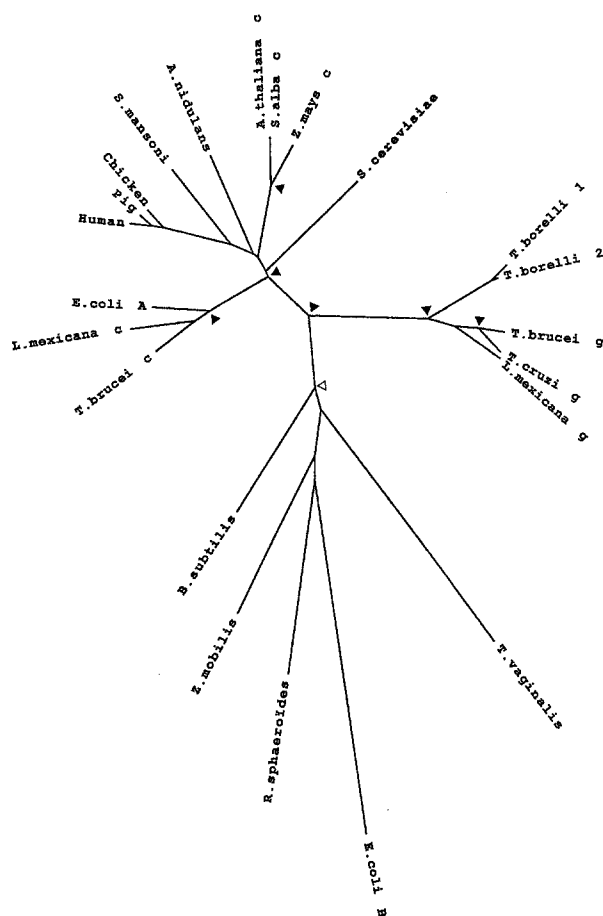 A.thaliana c
S.alba c
Z.mays c
A.nidulans
S.mansoni
S.cerevisiae
Chicken
Pig
Human
T.borelli 1
T.borelli 2
E.coli A
L.mexicana c
T.brucei c
T.brucei g
T.cruzi g
L.mexicana g
B.subtilis
Z.mobilis
R.sphaeroides
T.vaginalis
E.coli B